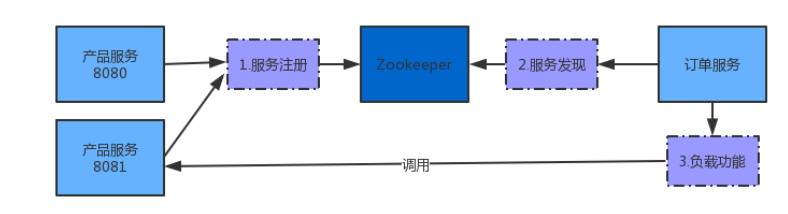 产品服务
8080
1.服务注册
Zookeeper
2.服务发现
订单服务
产品服务
8081
调用
3.负载功能